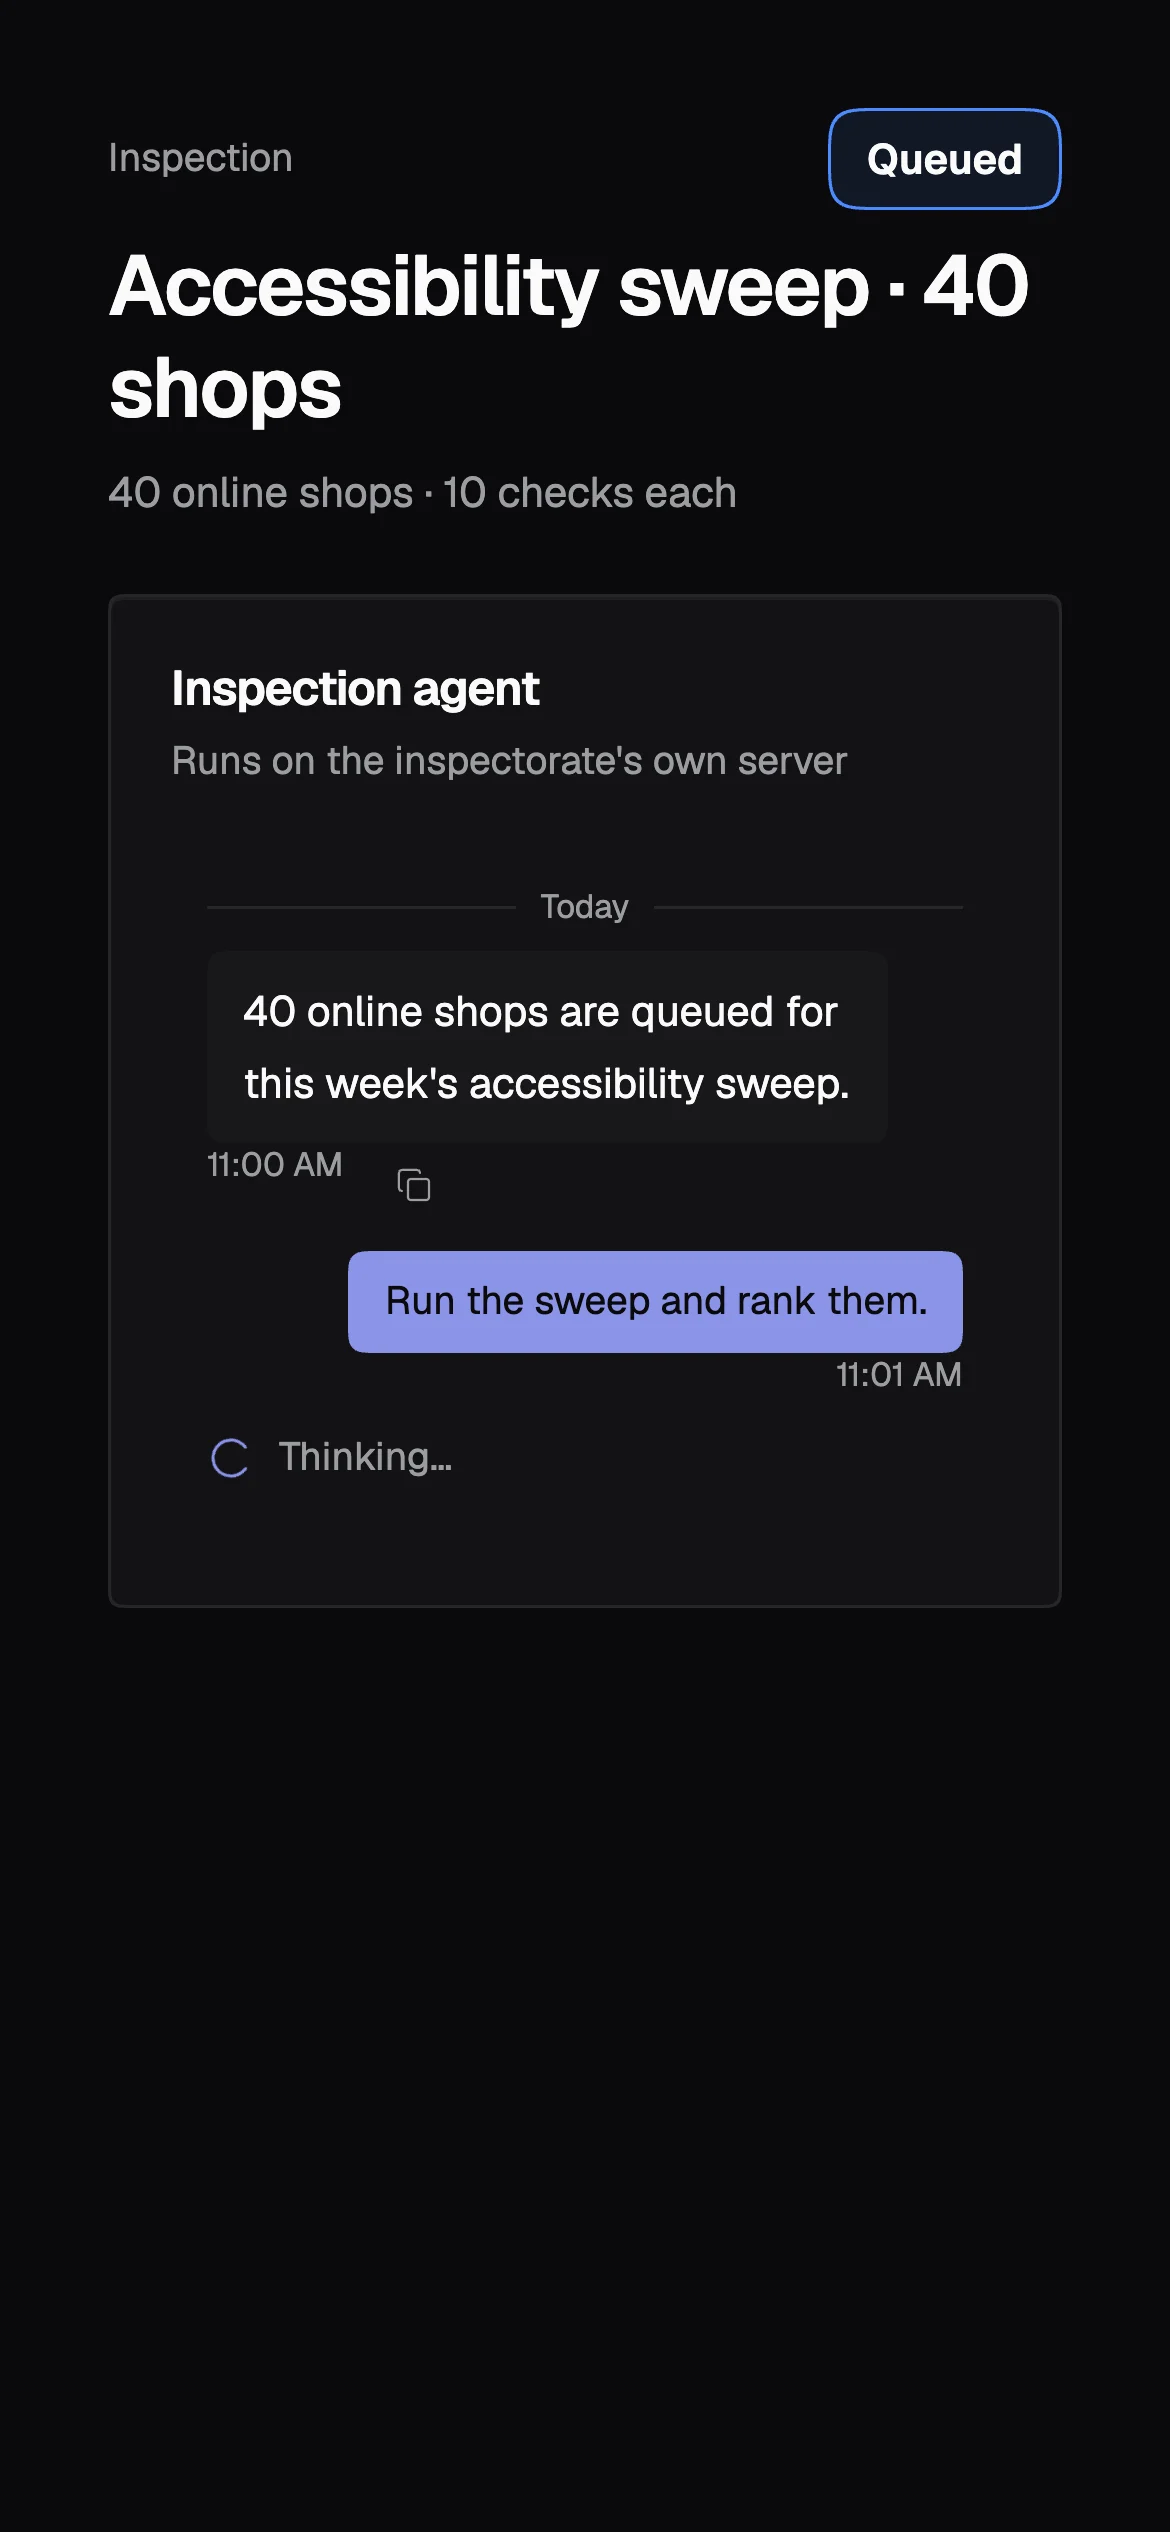 Inspection
Queued
Accessibility sweep · 40
shops
40 online shops · 10 checks each
Inspection agent
Runs on the inspectorate's own server
Today
40 online shops are queued for
this week's accessibility sweep.
11:00 AM
Run the sweep and rank them.
11:01 AM
Thinking...